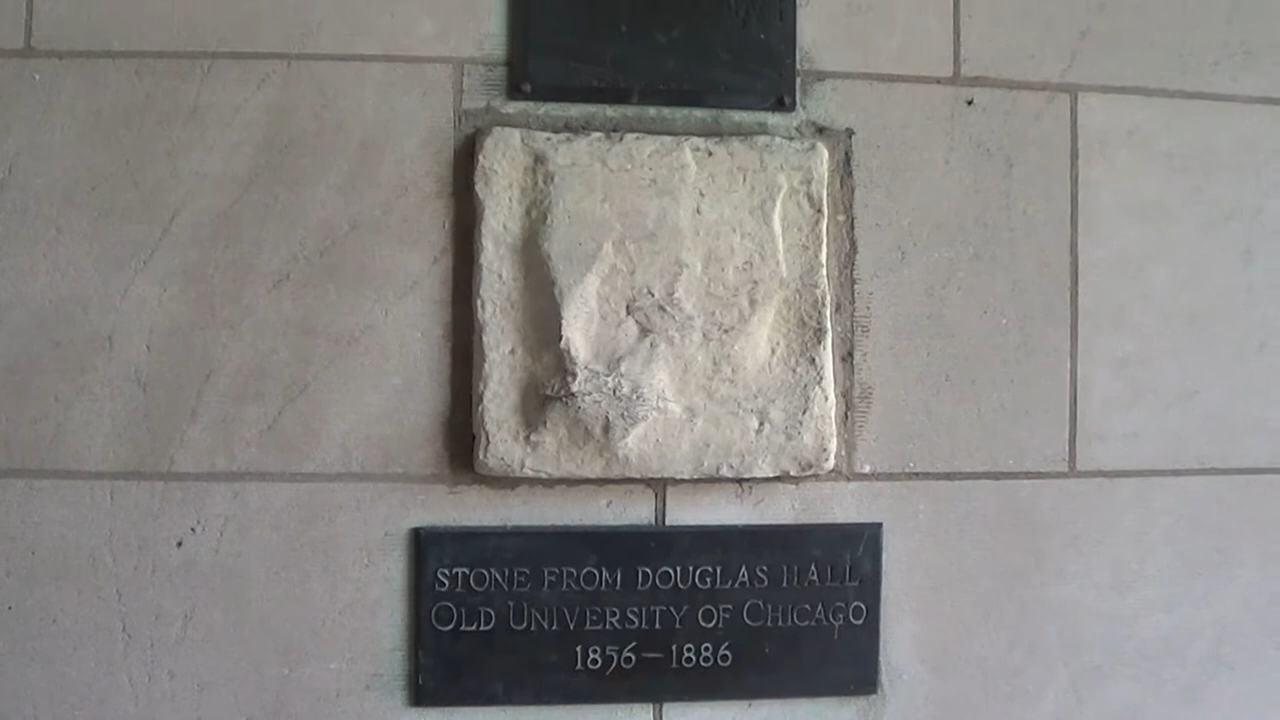 STONE FROM DOUGLAS HALL
OLD UNIVERSITY OF CHICAGO
1856–1886